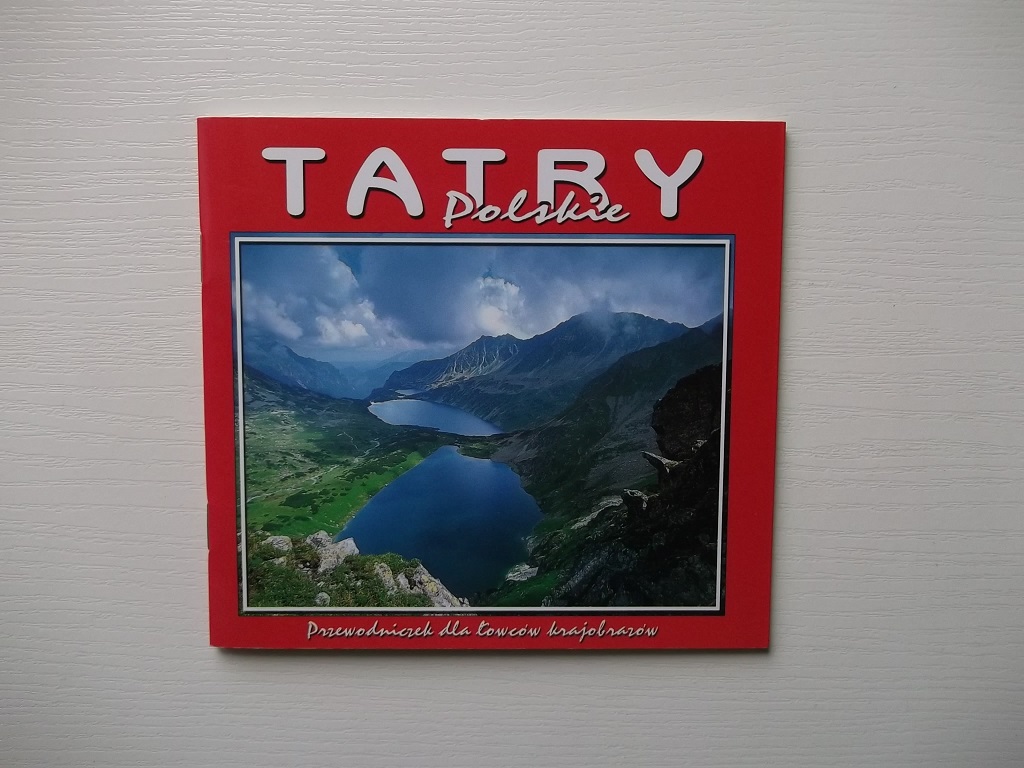 TATRY
Polskie
Przewodniczek dla Łowców krajobrazów